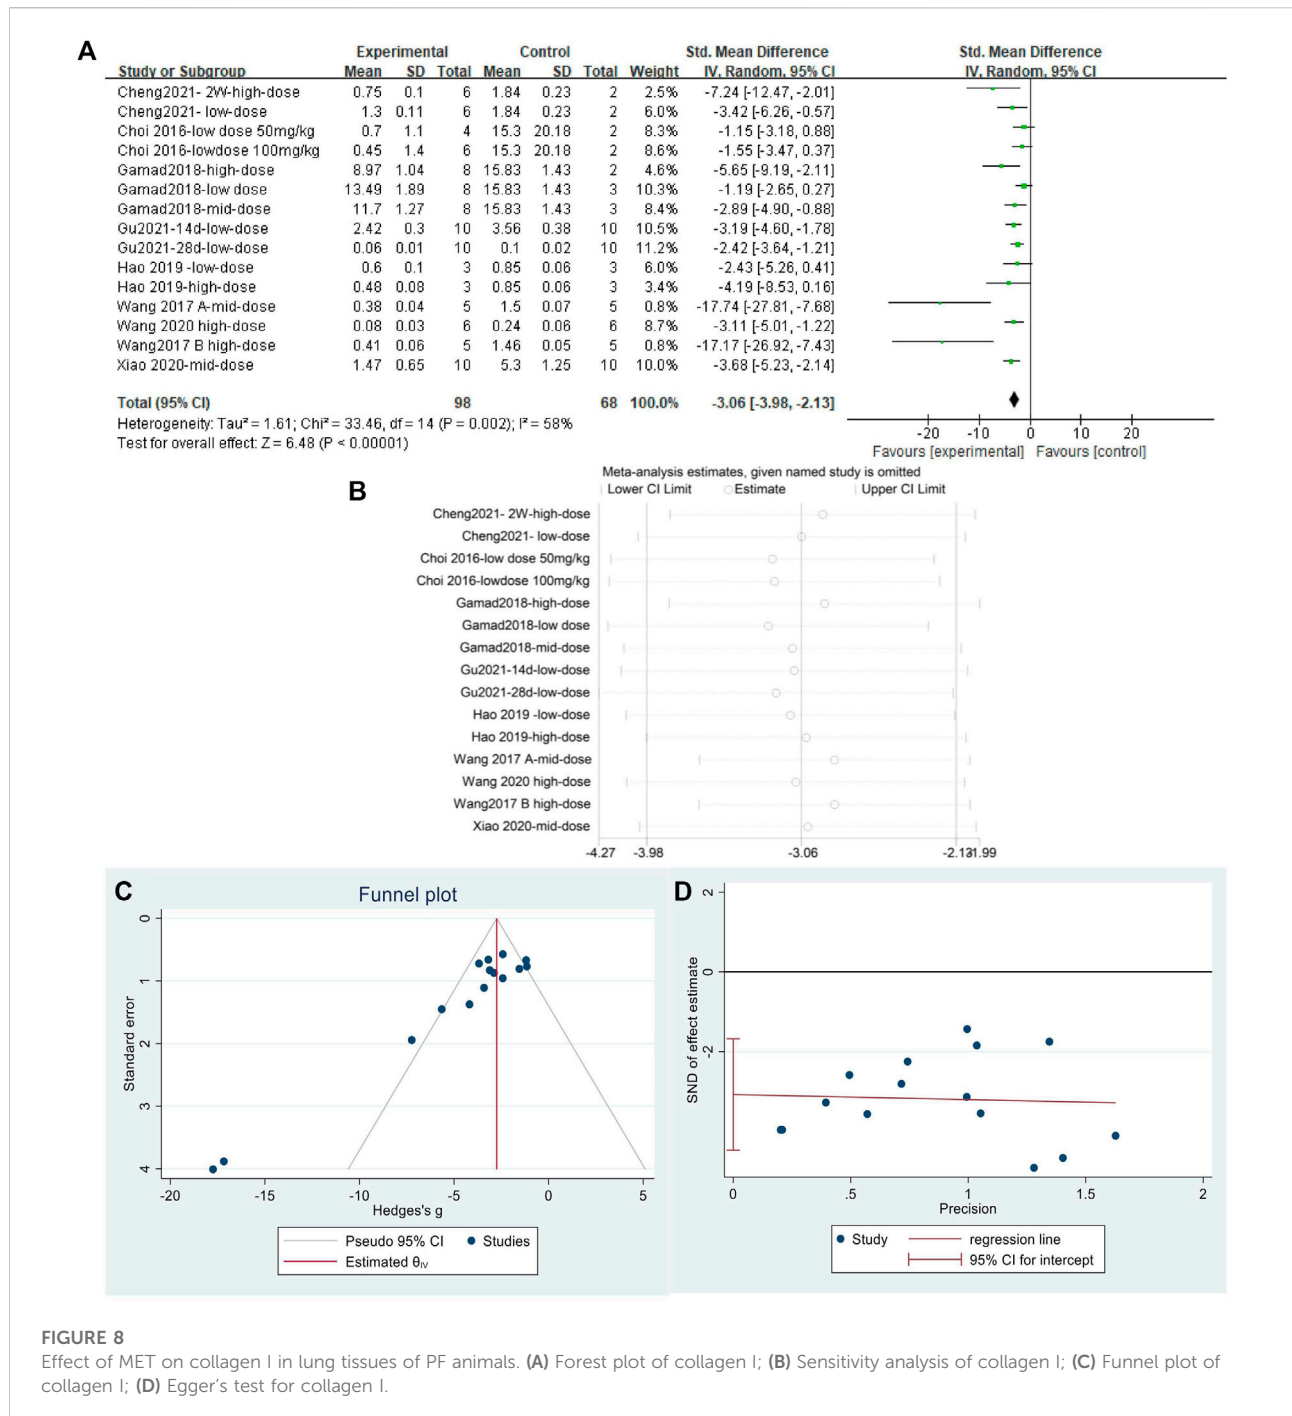 A
Experimental Control Std. Mean Difference Std. Mean Difference
Study or Subgroup Mean SD Total Mean SD Total Weight IV, Random, 95% CI IV, Random, 95% CI
Cheng2021- 2W-high-dose 0.75 0.1 6 1.84 0.23 2 2.5% -7.24 [-12.47, -2.01]
Cheng2021- low-dose 1.3 0.11 6 1.84 0.23 2 6.0% -3.42 [-6.26, -0.57]
Choi 2016-low dose 50mg/kg 0.7 1.1 4 15.3 20.18 2 8.3% -1.15 [-3.18, 0.88]
Choi 2016-lowdose 100mg/kg 0.45 1.4 6 15.3 20.18 2 8.6% -1.55 [-3.47, 0.37]
Gamad2018-high-dose 8.97 1.04 8 15.83 1.43 2 4.6% -5.65 [-9.19, -2.11]
Gamad2018-low dose 13.49 1.89 8 15.83 1.43 3 10.3% -1.19 [-2.65, 0.27]
Gamad2018-mid-dose 11.7 1.27 8 15.83 1.43 3 8.4% -2.89 [-4.90, -0.88]
Gu2021-14d-low-dose 2.42 0.3 10 3.56 0.38 10 10.5% -3.19 [-4.60, -1.78]
Gu2021-28d-low-dose 0.06 0.01 10 0.1 0.02 10 11.2% -2.42 [-3.64, -1.21]
Hao 2019 -low-dose 0.6 0.1 3 0.85 0.06 3 6.0% -2.43 [-5.26, 0.41]
Hao 2019-high-dose 0.48 0.08 3 0.85 0.06 3 3.4% -4.19 [-8.53, 0.16]
Wang 2017 A-mid-dose 0.38 0.04 5 1.5 0.07 5 0.8% -17.74 [-27.81, -7.68]
Wang 2020 high-dose 0.08 0.03 6 0.24 0.06 6 8.7% -3.11 [-5.01, -1.22]
Wang2017 B high-dose 0.41 0.06 5 1.46 0.05 5 0.8% -17.17 [-26.92, -7.43]
Xiao 2020-mid-dose 1.47 0.65 10 5.3 1.25 10 10.0% -3.68 [-5.23, -2.14]
Total (95% CI) 98 68 100.0% -3.06 [-3.98, -2.13]
Heterogeneity: Tau² = 1.61; Chi² = 33.46, df = 14 (P = 0.002); I² = 58%
Test for overall effect: Z = 6.48 (P < 0.00001)
-20 -10 0 10 20
Favours [experimental] Favours [control]
B
Meta-analysis estimates, given named study is omitted
Lower CI Limit Estimate Upper CI Limit
Cheng2021- 2W-high-dose
Cheng2021- low-dose
Choi 2016-low dose 50mg/kg
Choi 2016-lowdose 100mg/kg
Gamad2018-high-dose
Gamad2018-low dose
Gamad2018-mid-dose
Gu2021-14d-low-dose
Gu2021-28d-low-dose
Hao 2019 -low-dose
Hao 2019-high-dose
Wang 2017 A-mid-dose
Wang 2020 high-dose
Wang2017 B high-dose
Xiao 2020-mid-dose
-4.27 -3.98 -3.06 -2.13 -1.99
C
Funnel plot
Standard error
0
1
2
3
4
-20 -15 -10 -5 0 5
Hedges's g
Pseudo 95% CI Studies
Estimated θIV
D
SND of effect estimate
2
0
-2
0 .5 1 1.5 2
Precision
Study regression line
95% CI for intercept
FIGURE 8
Effect of MET on collagen I in lung tissues of PF animals. (A) Forest plot of collagen I; (B) Sensitivity analysis of collagen I; (C) Funnel plot of
collagen I; (D) Egger's test for collagen I.